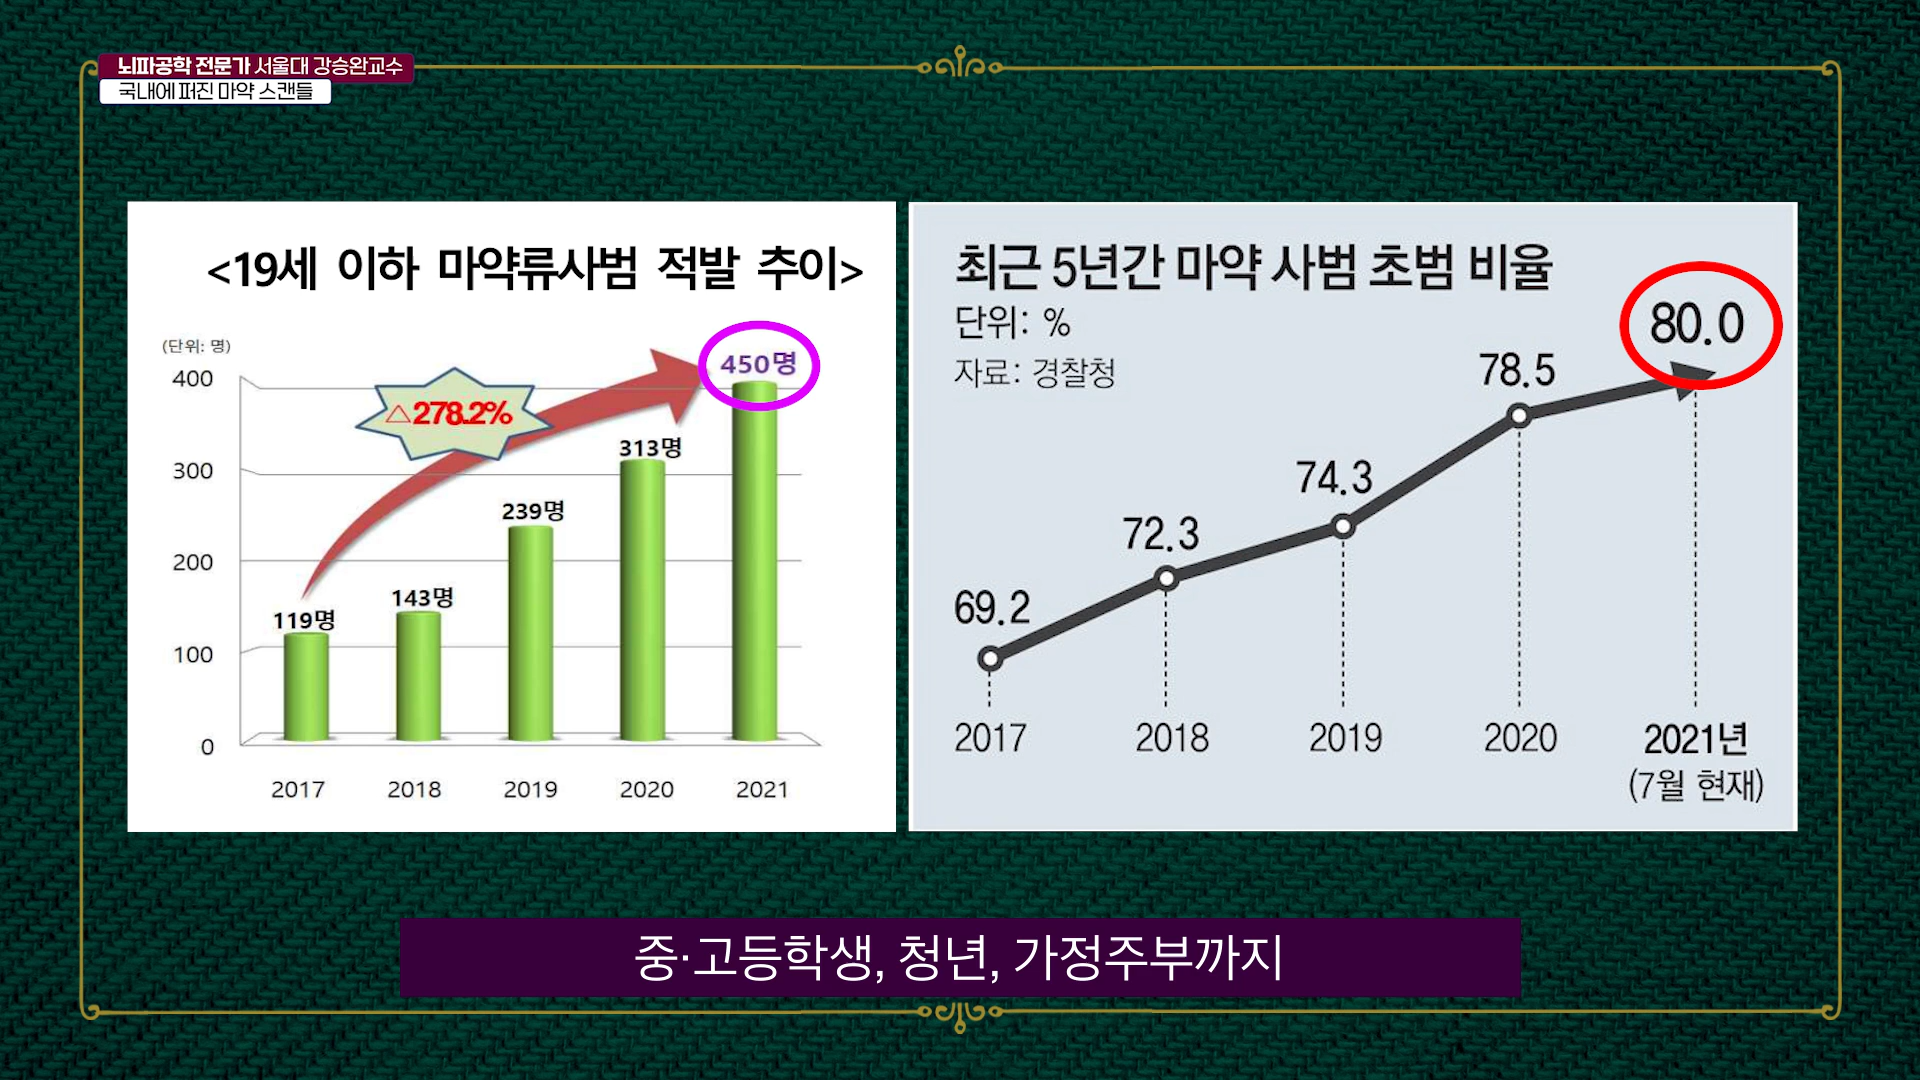 뇌파공학 전문가 서울대 강승완교수
국내에 퍼진 마약 스캔들
<19세 이하 마약류사범 적발 추이>
(단위: 명)
400
300
200
100
0
△278.2%
119명
143명
239명
313명
450명
2017
2018
2019
2020
2021
최근 5년간 마약 사범 초범 비율
단위: %
자료: 경찰청
69.2
72.3
74.3
78.5
80.0
2017
2018
2019
2020
2021년
(7월 현재)
중·고등학생, 청년, 가정주부까지